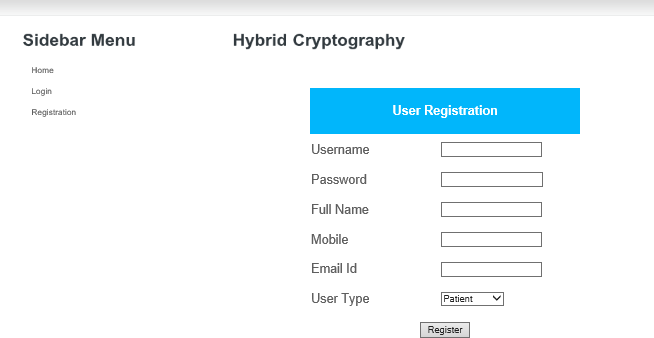 Sidebar Menu
Home
Login
Registration
Hybrid Cryptography
User Registration
Username
Password
Full Name
Mobile
Email Id
User Type Patient
Register